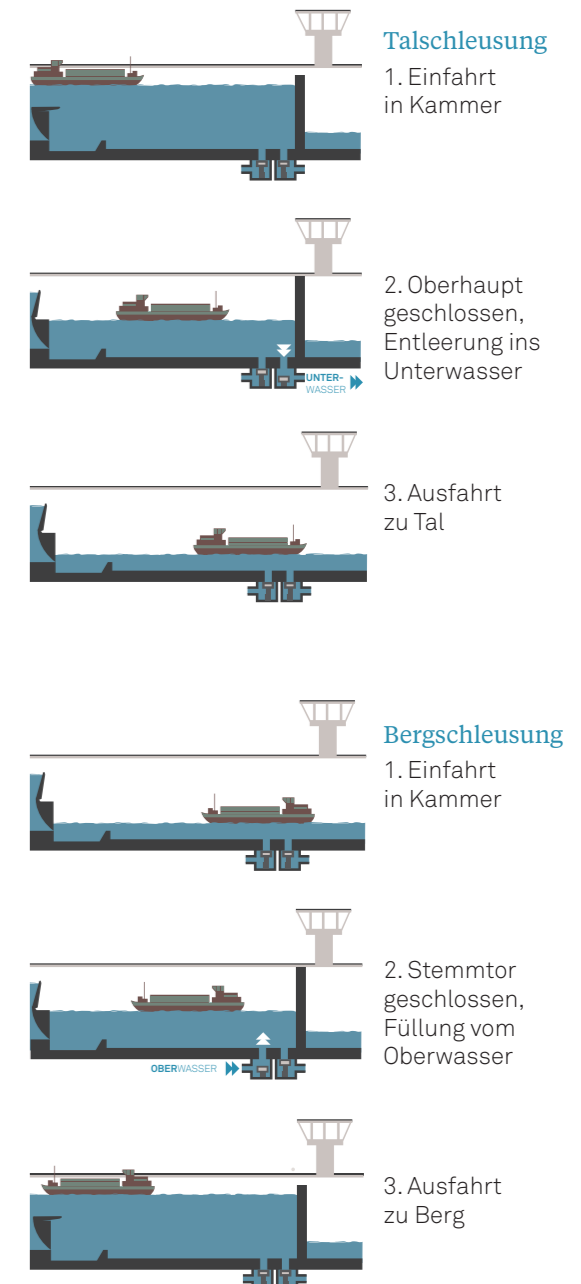 Talschleusung
1. Einfahrt
in Kammer
2. Oberhaupt
geschlossen,
Entleerung ins
Unterwasser
UNTER-
WASSER
3. Ausfahrt
zu Tal
Bergschleusung
1. Einfahrt
in Kammer
2. Stemmtor
geschlossen,
Füllung vom
Oberwasser
OBERWASSER
3. Ausfahrt
zu Berg